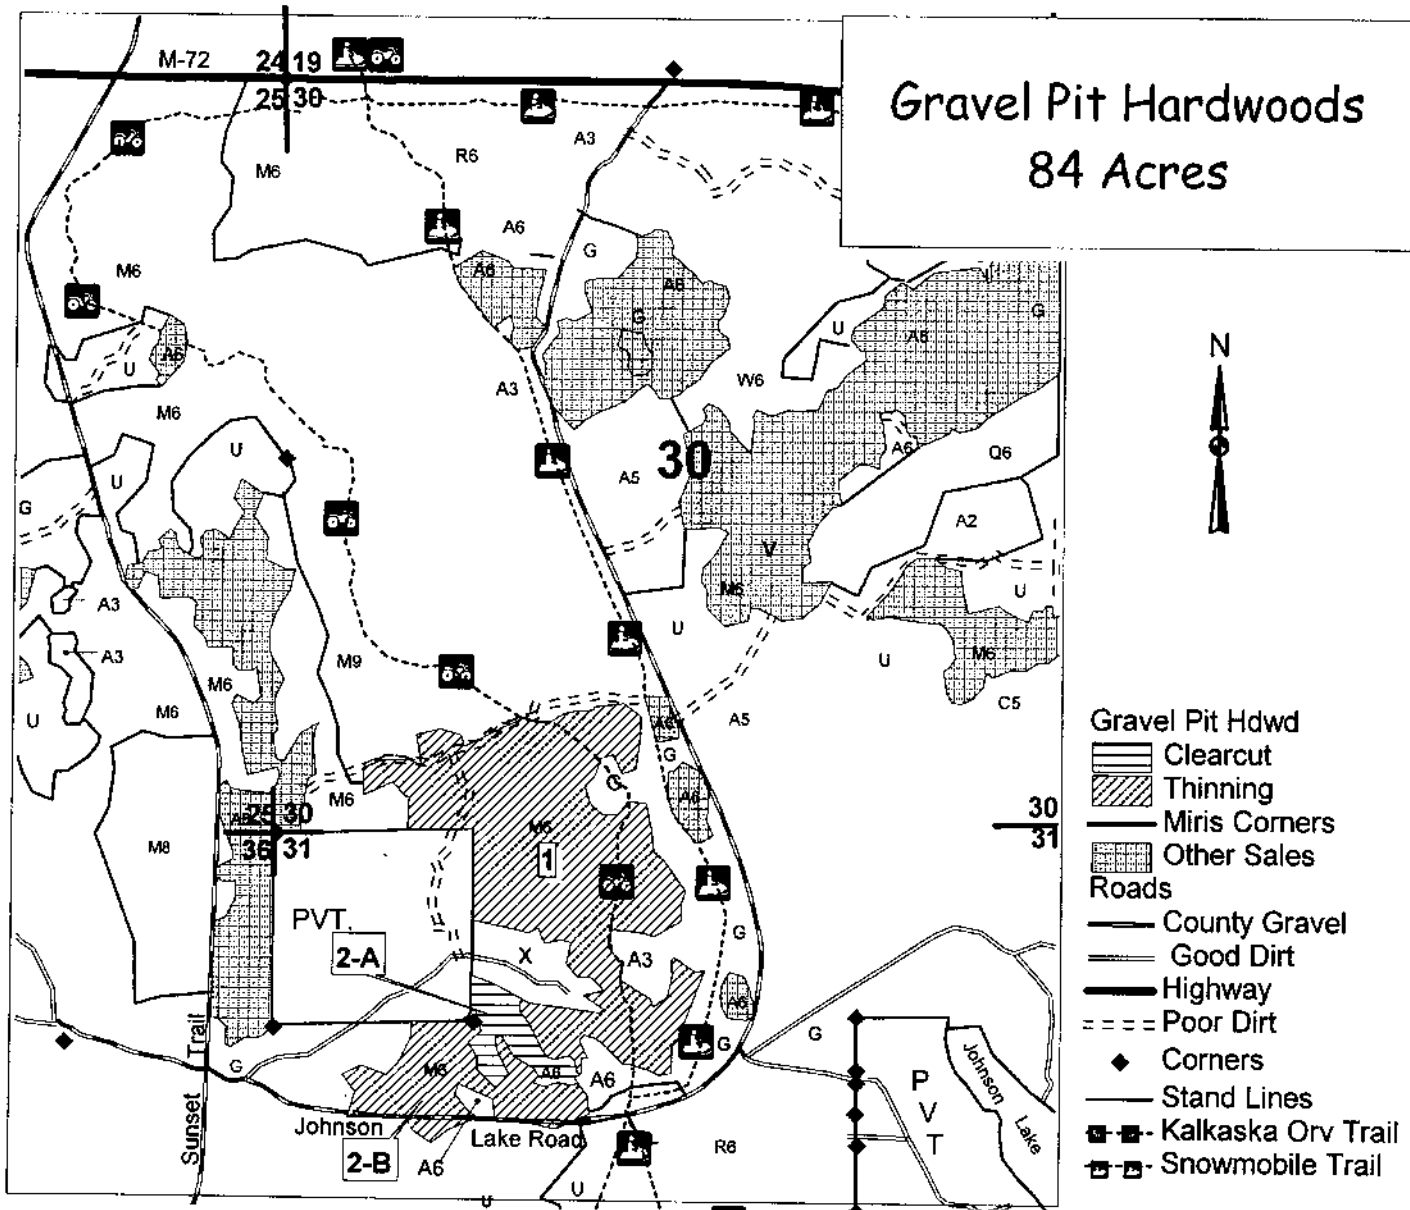 Gravel Pit Hardwoods
84 Acres
M-72
24 19
25 30
M6
R6
A3
A6
G
M6
A6
A6
G
U
A6
G
A6
U
A3
W6
M6
U
U
G
A5
30
A6
Q6
A2
V
M6
U
A3
A3
M9
M6
U
U
M6
C5
U
M6
A6
A5
G
G
A6
M6
A6
25 30
36 31
30
31
M8
M6
1
PVT.
2-A
X
A3
G
A6
G
G
M6
A6
A6
G
P
V
T
Johnson
Lake
Sunset Trail
Johnson
Lake Road
2-B
A6
U
U
R6
N
Gravel Pit Hdwd
Clearcut
Thinning
Miris Corners
Other Sales
Roads
County Gravel
Good Dirt
Highway
Poor Dirt
Corners
Stand Lines
Kalkaska Orv Trail
Snowmobile Trail